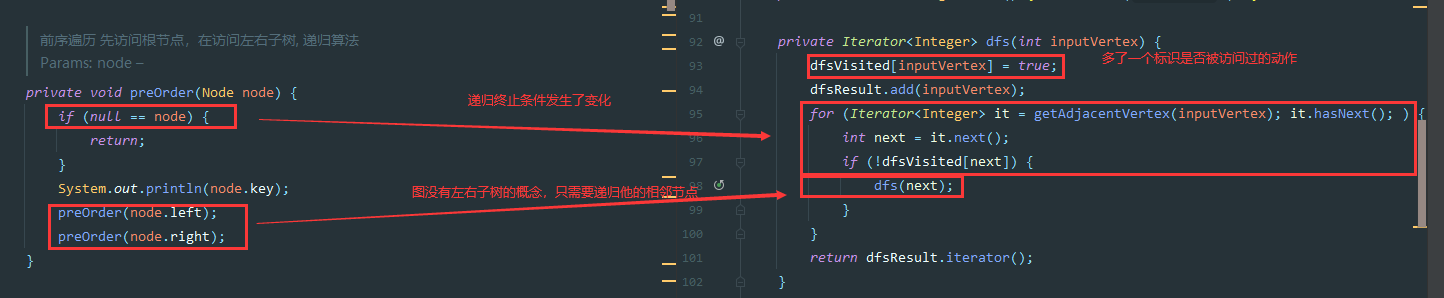 前序遍历 先访问根节点，在访问左右子树, 递归算法
Params: node –
private void preOrder(Node node) {
if (null == node) {
return;
}
System.out.println(node.key);
preOrder(node.left);
preOrder(node.right);
}
递归终止条件发生了变化
图没有左右子树的概念，只需要递归他的相邻节点
91
92 @ private Iterator<Integer> dfs(int inputVertex) {
多了一个标识是否被访问过的动作
93 dfsVisited[inputVertex] = true;
94 dfsResult.add(inputVertex);
95 for (Iterator<Integer> it = getAdjacentVertex(inputVertex); it.hasNext(); ) {
96 int next = it.next();
97 if (!dfsVisited[next]) {
98 dfs(next);
99 }
100 }
101 return dfsResult.iterator();
102 }